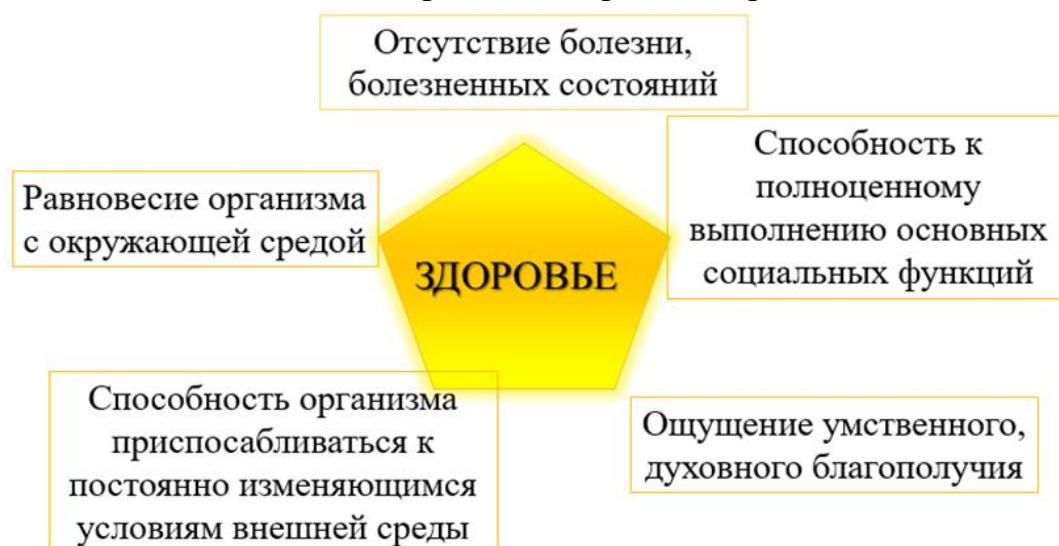 Отсутствие болезни,
болезненных состояний
Способность к
полноценному
выполнению основных
социальных функций
Равновесие организма
с окружающей средой
ЗДОРОВЬЕ
Способность организма
приспосабливаться к
постоянно изменяющимся
условиям внешней среды
Ощущение умственного,
духовного благополучия